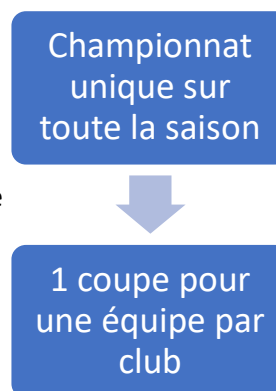 Championnat
unique sur
toute la saison
e
1 coupe pour
une équipe par
club